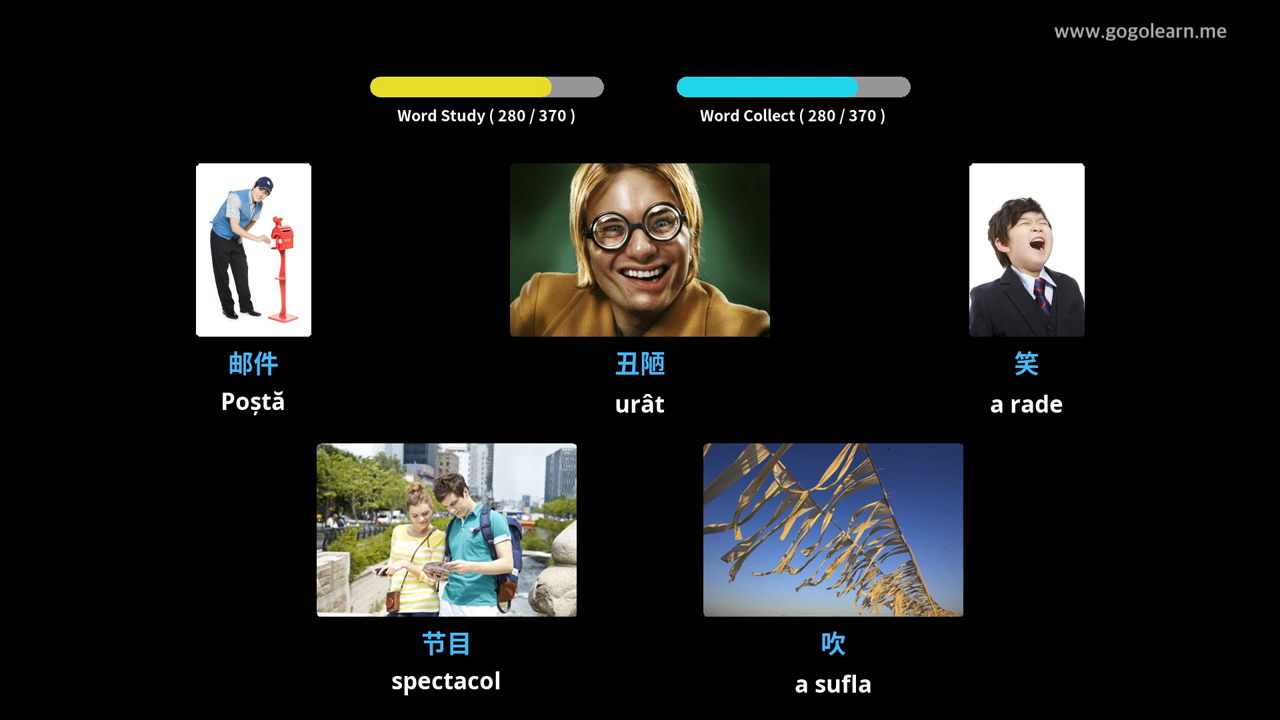 www.gogolearn.me
Word Study ( 280 / 370 )
Word Collect ( 280 / 370 )
邮件
Poștă
丑陋
urât
笑
a rade
节目
spectacol
吹
a sufla